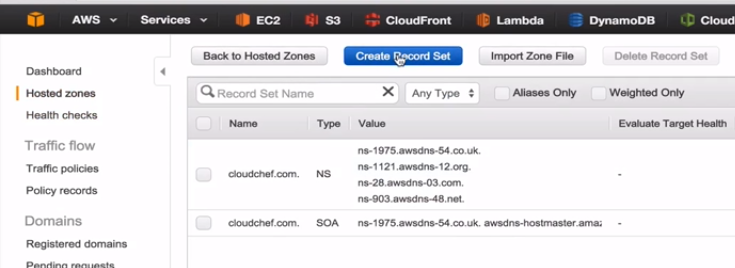 AWS Services EC2 S3 CloudFront Lambda DynamoDB Cloud
Back to Hosted Zones Create Record Set Import Zone File Delete Record Set
Dashboard
Hosted zones
Health checks
Traffic flow
Traffic policies
Policy records
Domains
Registered domains
Pending requests
Record Set Name Any Type Aliases Only Weighted Only
Name Type Value Evaluate Target Health
cloudchef.com. NS
ns-1975.awsdns-54.co.uk.
ns-1121.awsdns-12.org.
ns-28.awsdns-03.com.
ns-903.awsdns-48.net.
-
cloudchef.com. SOA ns-1975.awsdns-54.co.uk. awsdns-hostmaster.amaz -